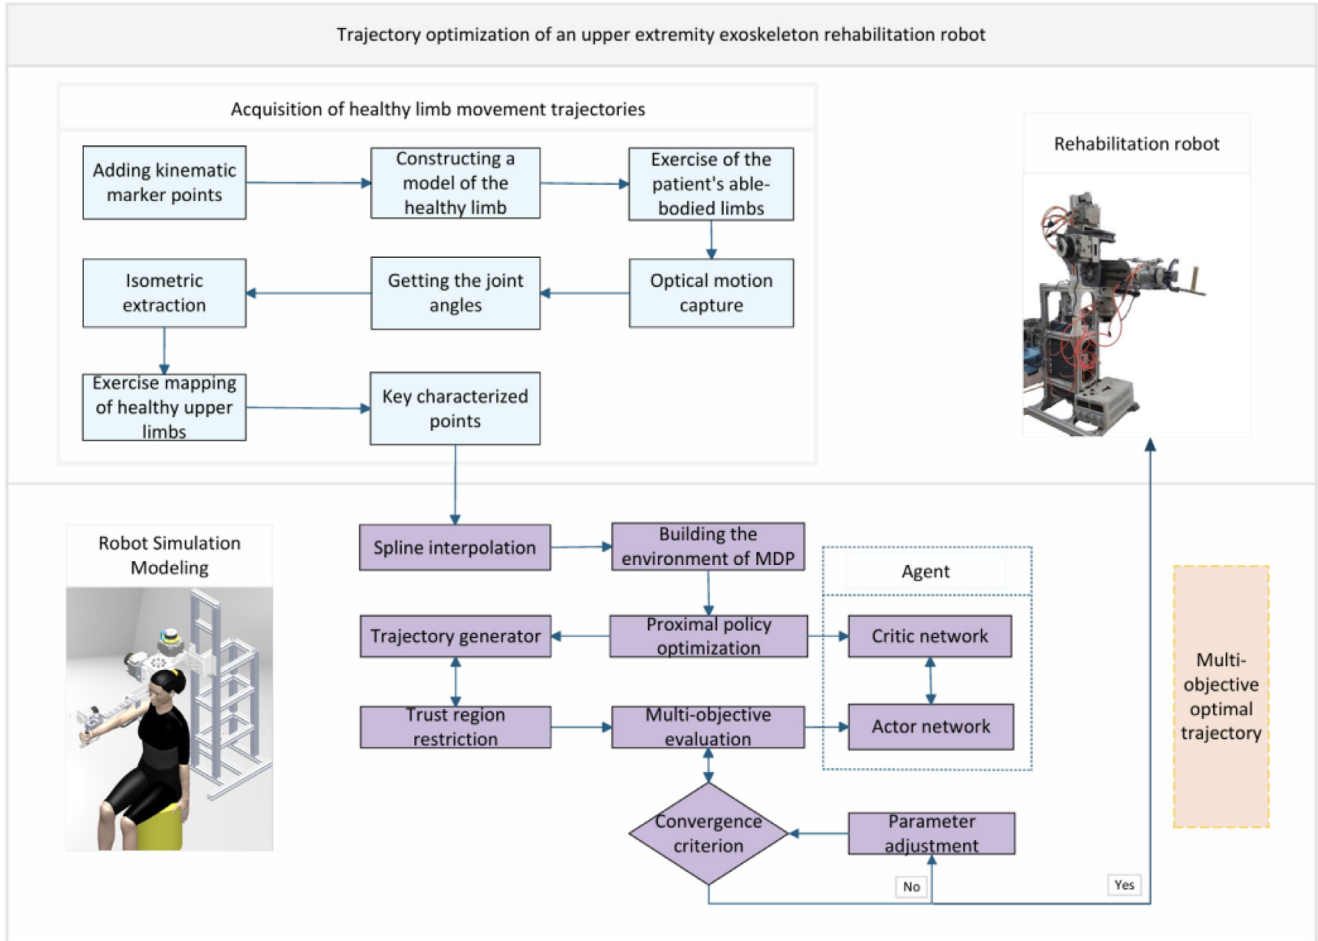 Trajectory optimization of an upper extremity exoskeleton rehabilitation robot
Acquisition of healthy limb movement trajectories
Adding kinematic
marker points
Constructing a
model of the
healthy limb
Exercise of the
patient's able-
bodied limbs
Isometric
extraction
Getting the joint
angles
Optical motion
capture
Exercise mapping
of healthy upper
limbs
Key characterized
points
Rehabilitation robot
Robot Simulation
Modeling
Spline interpolation
Building the
environment of MDP
Agent
Trajectory generator
Proximal policy
optimization
Critic network
Trust region
restriction
Multi-objective
evaluation
Actor network
Convergence
criterion
Parameter
adjustment
No
Yes
Multi-
objective
optimal
trajectory